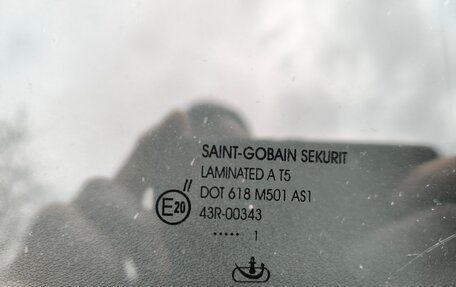 SAINT-GOBAIN SEKURIT
LAMINATED A T5
DOT 618 M501 AS1
E20 //
43R-00343
..... 1